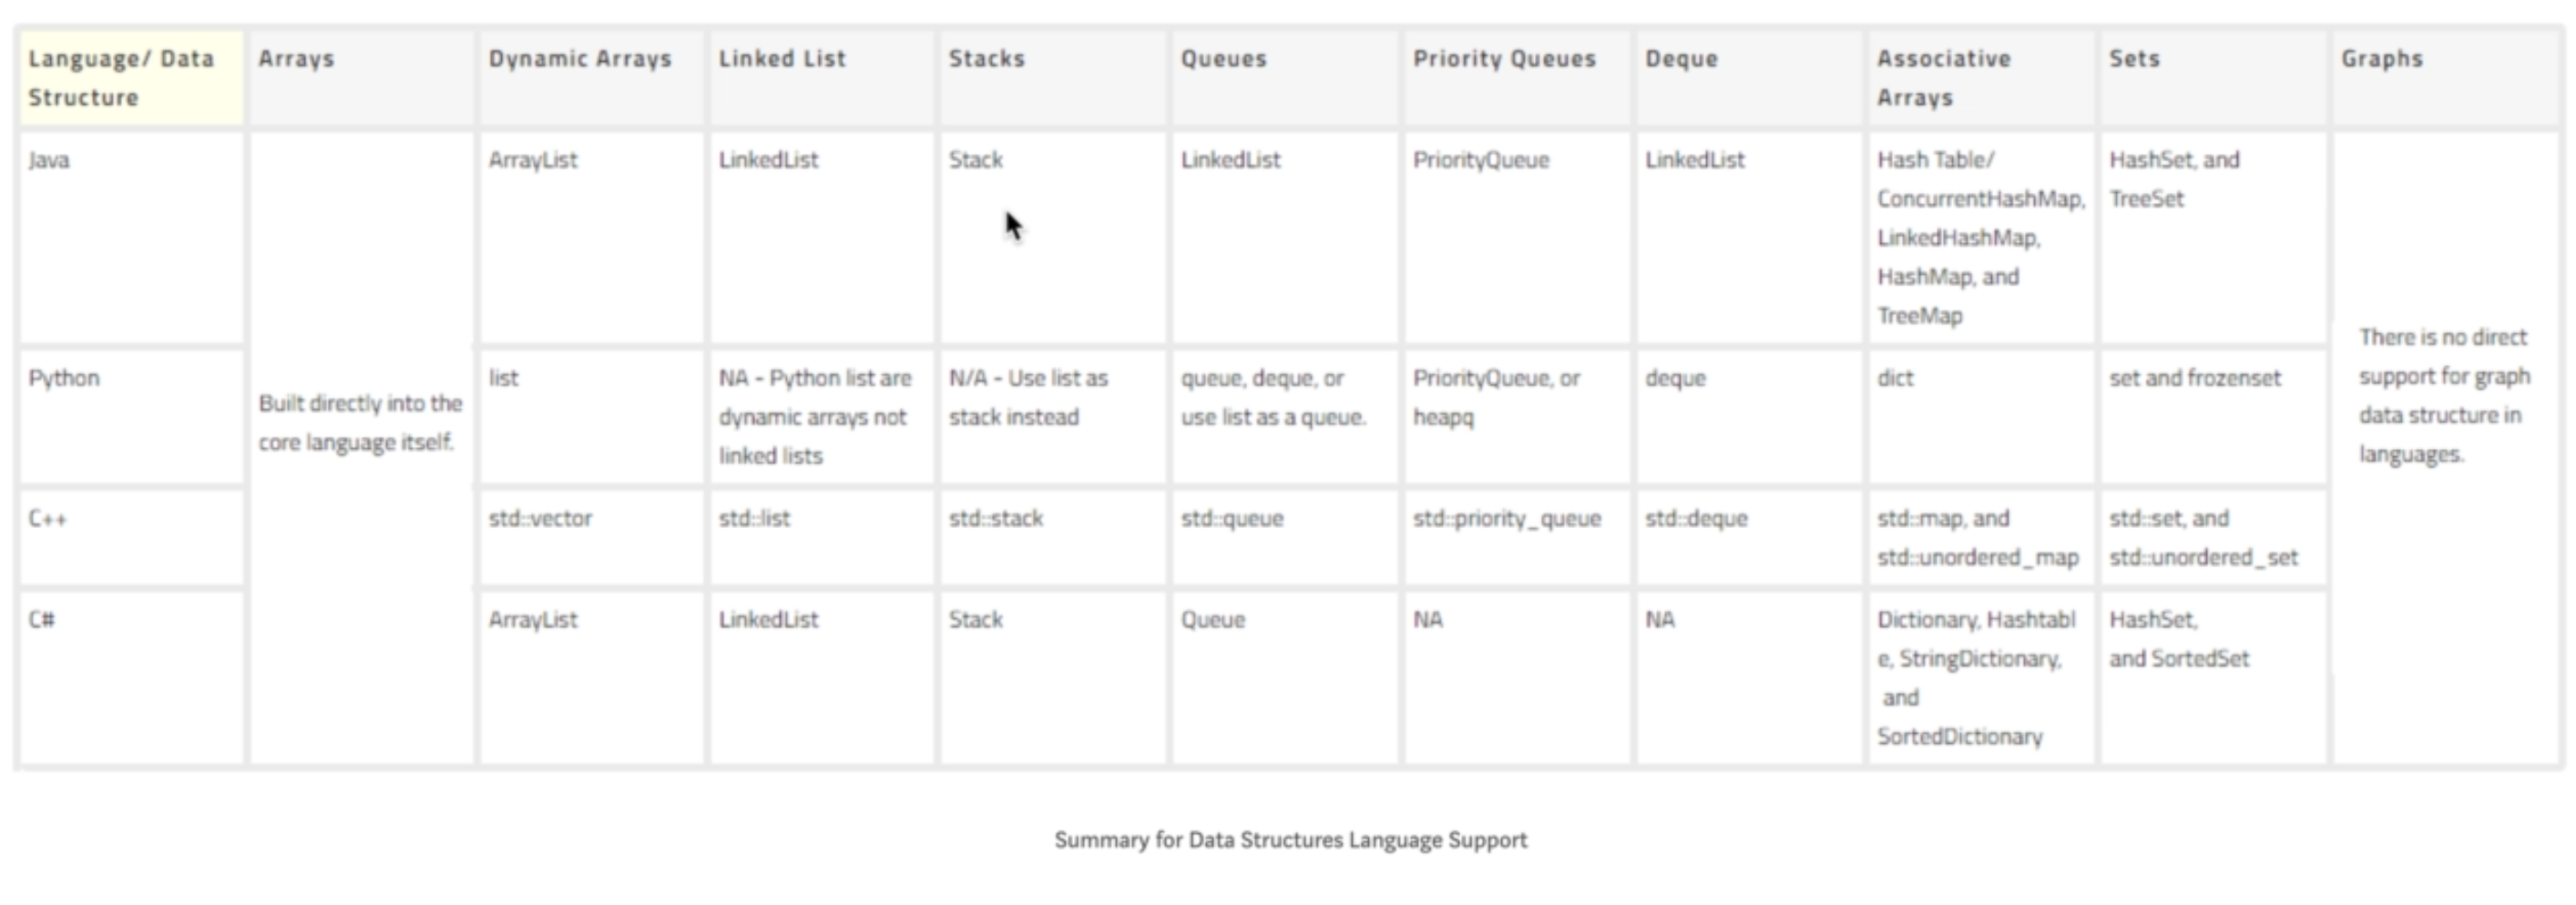 Language/ Data
Structure
Arrays
Dynamic Arrays
Linked List
Stacks
Queues
Priority Queues
Deque
Associative
Arrays
Sets
Graphs
Java
Built directly into the
core language itself.
ArrayList
LinkedList
Stack
LinkedList
PriorityQueue
LinkedList
Hash Table/
ConcurrentHashMap,
LinkedHashMap,
HashMap, and
TreeMap
HashSet, and
TreeSet
There is no direct
support for graph
data structure in
languages.
Python
list
NA - Python list are
dynamic arrays not
linked lists
N/A - Use list as
stack instead
queue, deque, or
use list as a queue.
PriorityQueue, or
heapq
deque
dict
set and frozenset
C++
std::vector
std::list
std::stack
std::queue
std::priority_queue
std::deque
std::map, and
std::unordered_map
std::set, and
std::unordered_set
C#
ArrayList
LinkedList
Stack
Queue
NA
NA
Dictionary, Hashtabl
e, StringDictionary,
and
SortedDictionary
HashSet,
and SortedSet
Summary for Data Structures Language Support